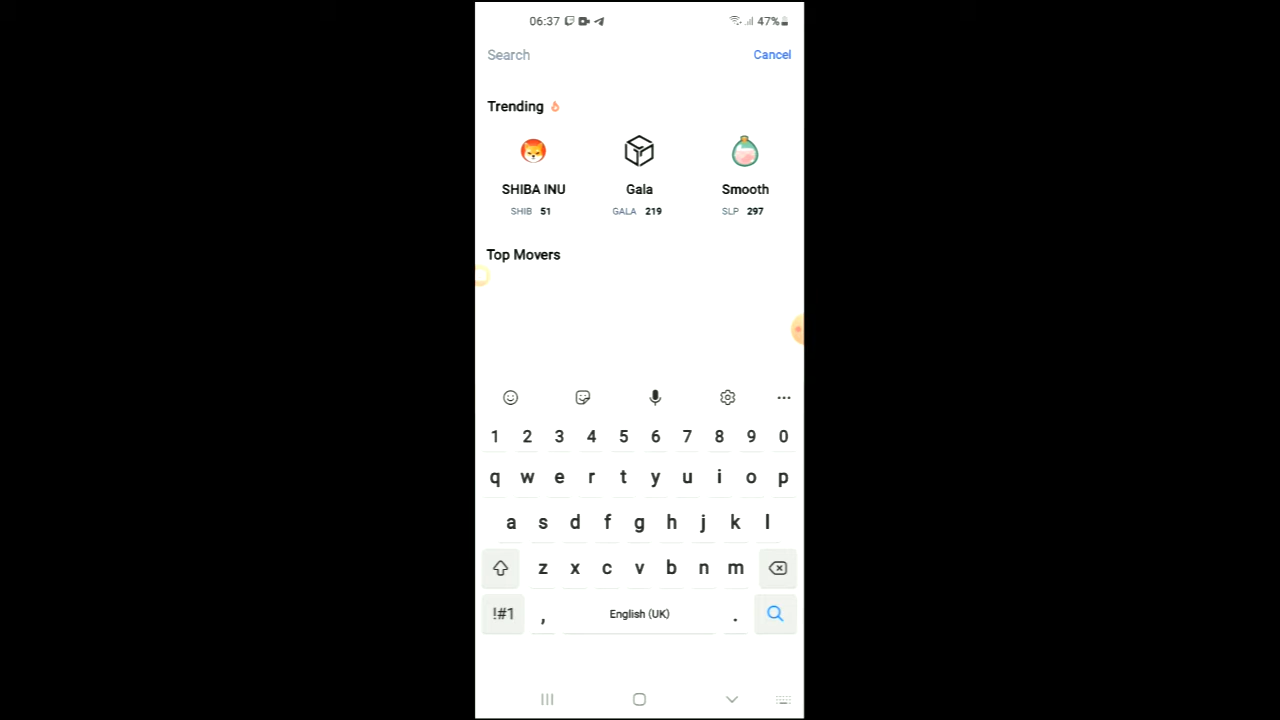 06:37 47%
Search Cancel
Trending
SHIBA INU Gala Smooth
SHIB 51 GALA 219 SLP 297
Top Movers
1 2 3 4 5 6 7 8 9 0
q w e r t y u i o p
a s d f g h j k l
z x c v b n m
!#1 , English (UK) .